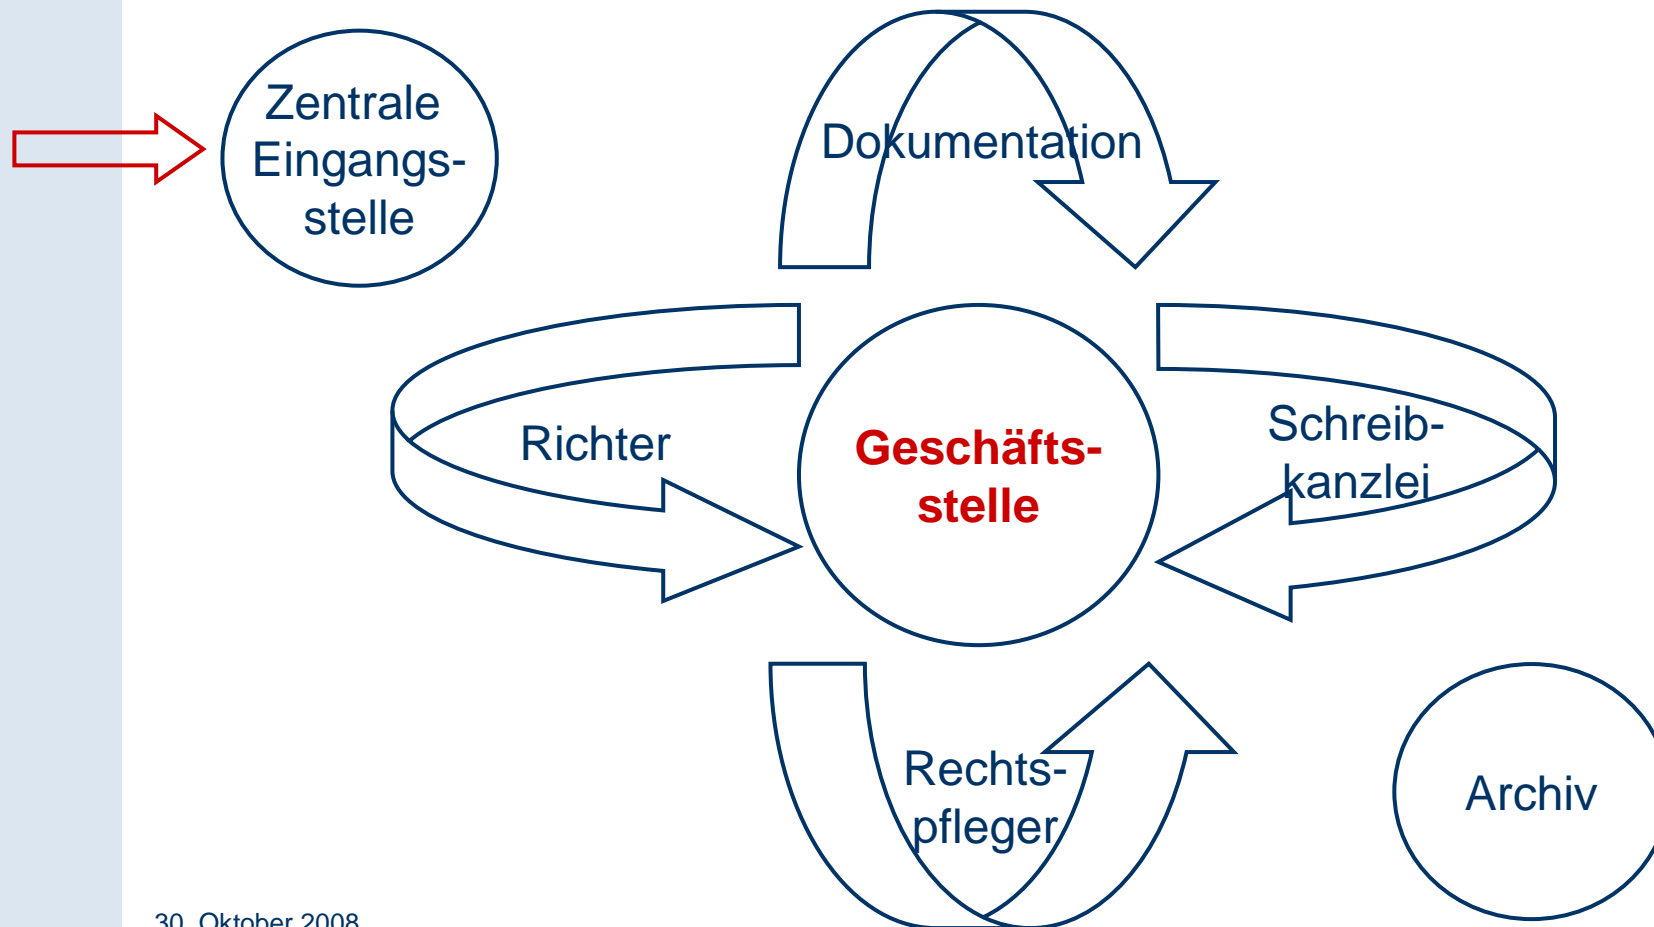 Zentrale
Eingangs-
stelle
Dokumentation
Richter
Geschäfts-
stelle
Schreib-
kanzlei
Rechts-
pfleger
Archiv
30. Oktober 2008